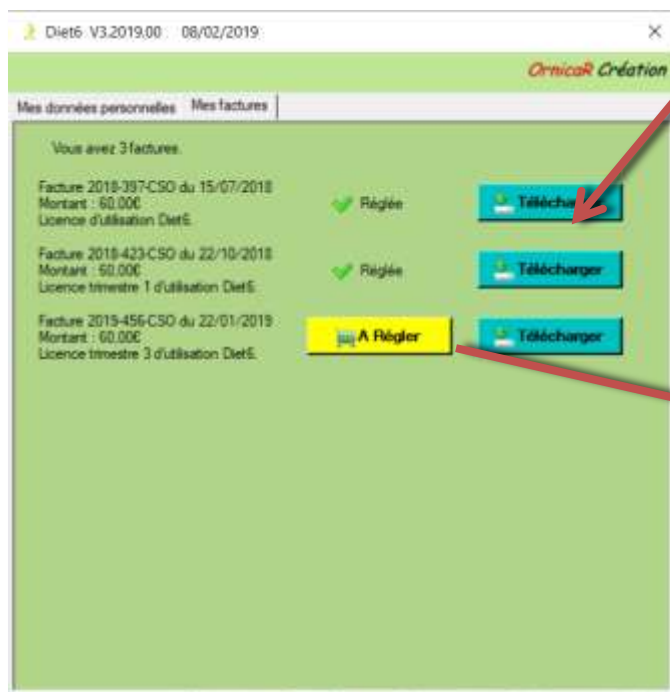 Diet6 V3.2019.00 08/02/2019
OrnicaR Création
Mes données personnelles Mes factures
Vous avez 3 factures.
Facture 2018-397-CSO du 15/07/2018
Montant : 60.00€
Licence d'utilisation Diet6.
Réglée
Facture 2018-423-CSO du 22/10/2018
Montant : 60.00€
Licence trimestre 1 d'utilisation Diet6.
Réglée
Télécharger
Facture 2019-456-CSO du 22/01/2019
Montant : 60.00€
Licence trimestre 3 d'utilisation Diet6.
A Régler
Télécharger